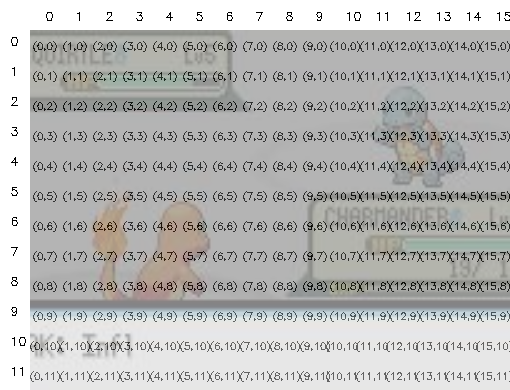 0 1 2 3 4 5 6 7 8 9 10 11 12 13 14 15
0 (0,0) (1,0) (2,0) (3,0) (4,0) (5,0) (6,0) (7,0) (8,0) (9,0) (10,0) (11,0) (12,0) (13,0) (14,0) (15,0)
QUIRTLE♂ Lv5
1 (0,1) (1,1) (2,1) (3,1) (4,1) (5,1) (6,1) (7,1) (8,1) (9,1) (10,1) (11,1) (12,1) (13,1) (14,1) (15,1)
2 (0,2) (1,2) (2,2) (3,2) (4,2) (5,2) (6,2) (7,2) (8,2) (9,2) (10,2) (11,2) (12,2) (13,2) (14,2) (15,2)
3 (0,3) (1,3) (2,3) (3,3) (4,3) (5,3) (6,3) (7,3) (8,3) (9,3) (10,3) (11,3) (12,3) (13,3) (14,3) (15,3)
4 (0,4) (1,4) (2,4) (3,4) (4,4) (5,4) (6,4) (7,4) (8,4) (9,4) (10,4) (11,4) (12,4) (13,4) (14,4) (15,4)
5 (0,5) (1,5) (2,5) (3,5) (4,5) (5,5) (6,5) (7,5) (8,5) (9,5) (10,5) (11,5) (12,5) (13,5) (14,5) (15,5)
CHARMANDER♂ Lv
6 (0,6) (1,6) (2,6) (3,6) (4,6) (5,6) (6,6) (7,6) (8,6) (9,6) (10,6) (11,6) (12,6) (13,6) (14,6) (15,6)
7 (0,7) (1,7) (2,7) (3,7) (4,7) (5,7) (6,7) (7,7) (8,7) (9,7) (10,7) (11,7) (12,7) (13,7) (14,7) (15,7)
19/ 1
8 (0,8) (1,8) (2,8) (3,8) (4,8) (5,8) (6,8) (7,8) (8,8) (9,8) (10,8) (11,8) (12,8) (13,8) (14,8) (15,8)
9 (0,9) (1,9) (2,9) (3,9) (4,9) (5,9) (6,9) (7,9) (8,9) (9,9) (10,9) (11,9) (12,9) (13,9) (14,9) (15,9)
10 (0,10) (1,10) (2,10) (3,10) (4,10) (5,10) (6,10) (7,10) (8,10) (9,10) (10,10) (11,10) (12,10) (13,10) (14,10) (15,10)
11 (0,11) (1,11) (2,11) (3,11) (4,11) (5,11) (6,11) (7,11) (8,11) (9,11) (10,11) (11,11) (12,11) (13,11) (14,11) (15,11)